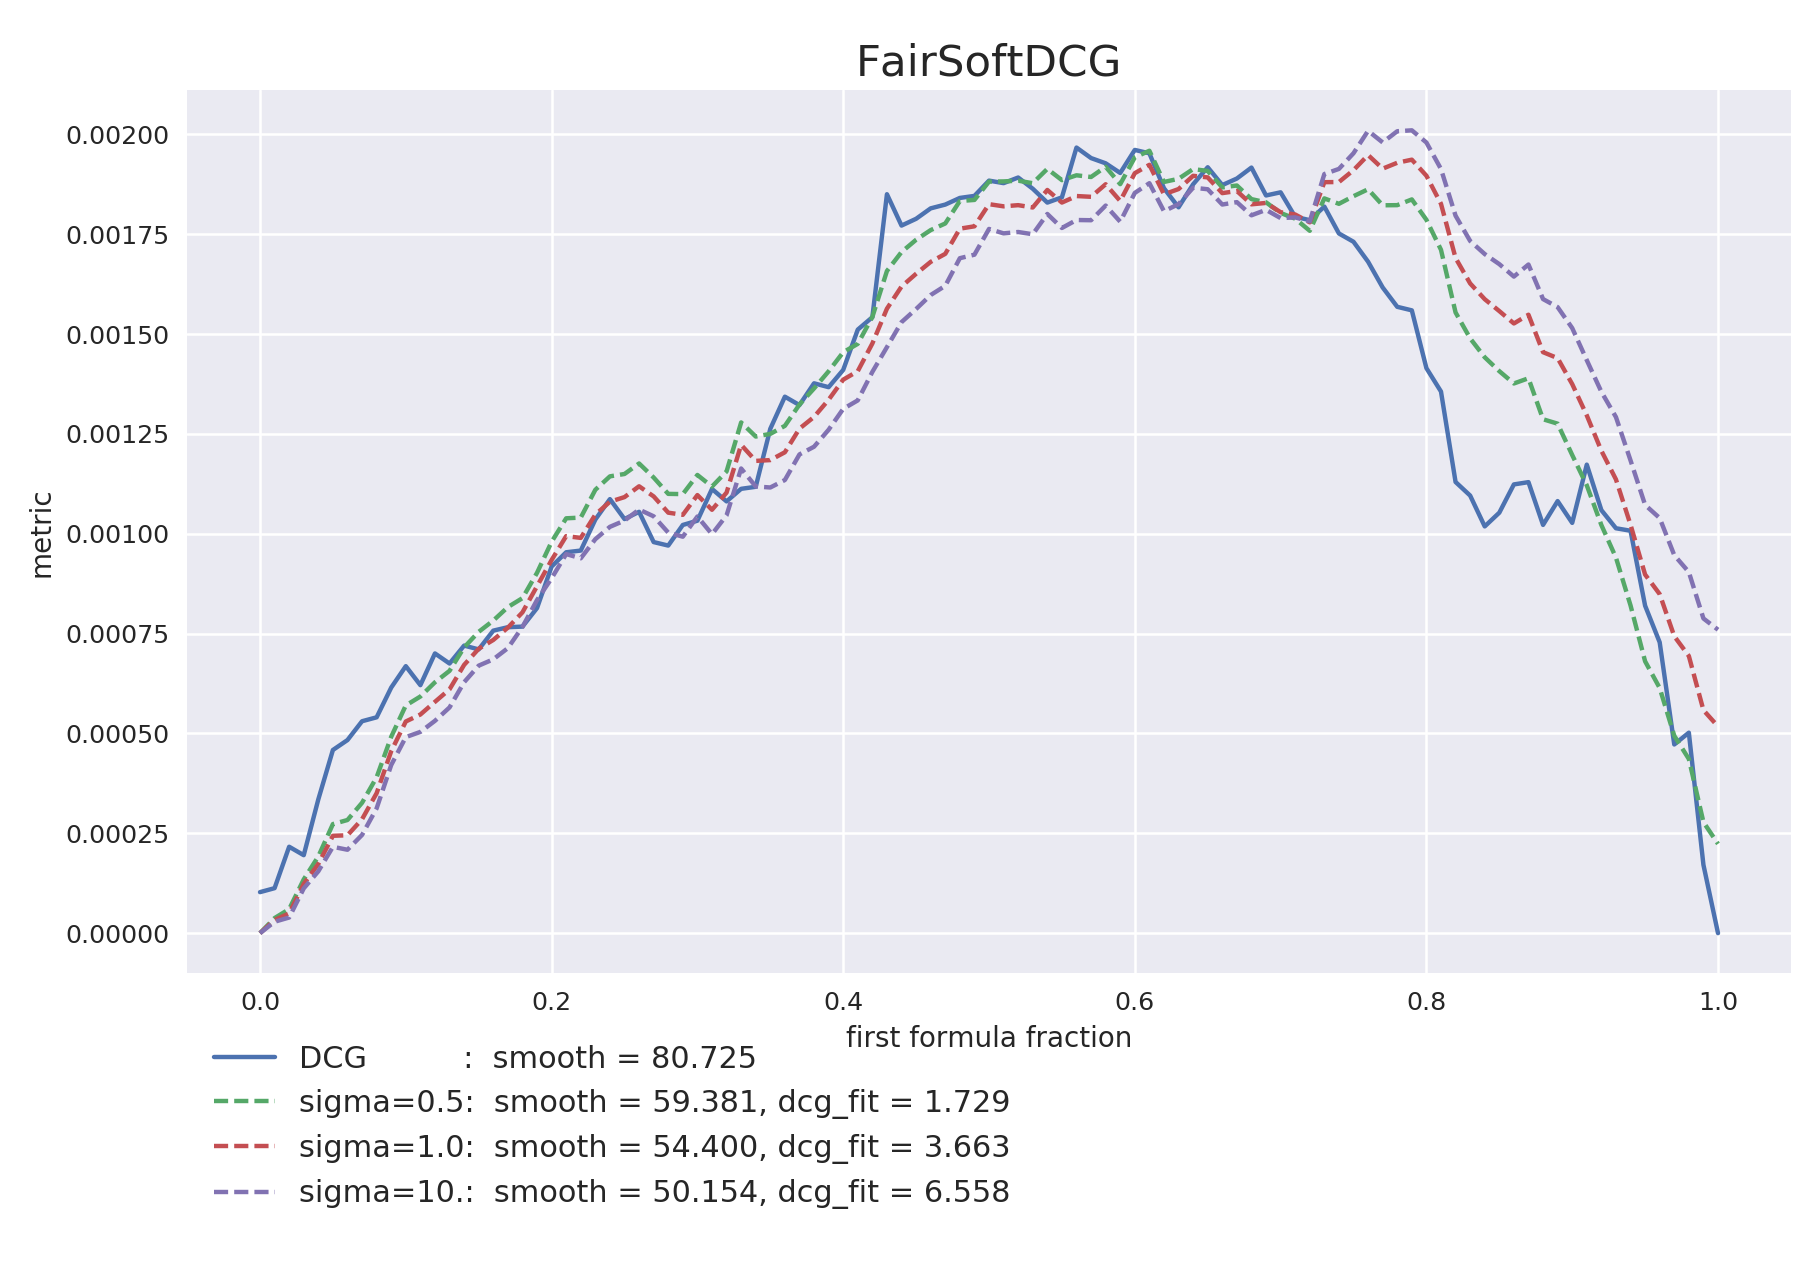 FairSoftDCG
0.00200
0.00175
0.00150
0.00125
0.00100
0.00075
0.00050
0.00025
0.00000
metric
0.0 0.2 0.4 0.6 0.8 1.0
first formula fraction
DCG : smooth = 80.725
sigma=0.5: smooth = 59.381, dcg_fit = 1.729
sigma=1.0: smooth = 54.400, dcg_fit = 3.663
sigma=10.: smooth = 50.154, dcg_fit = 6.558